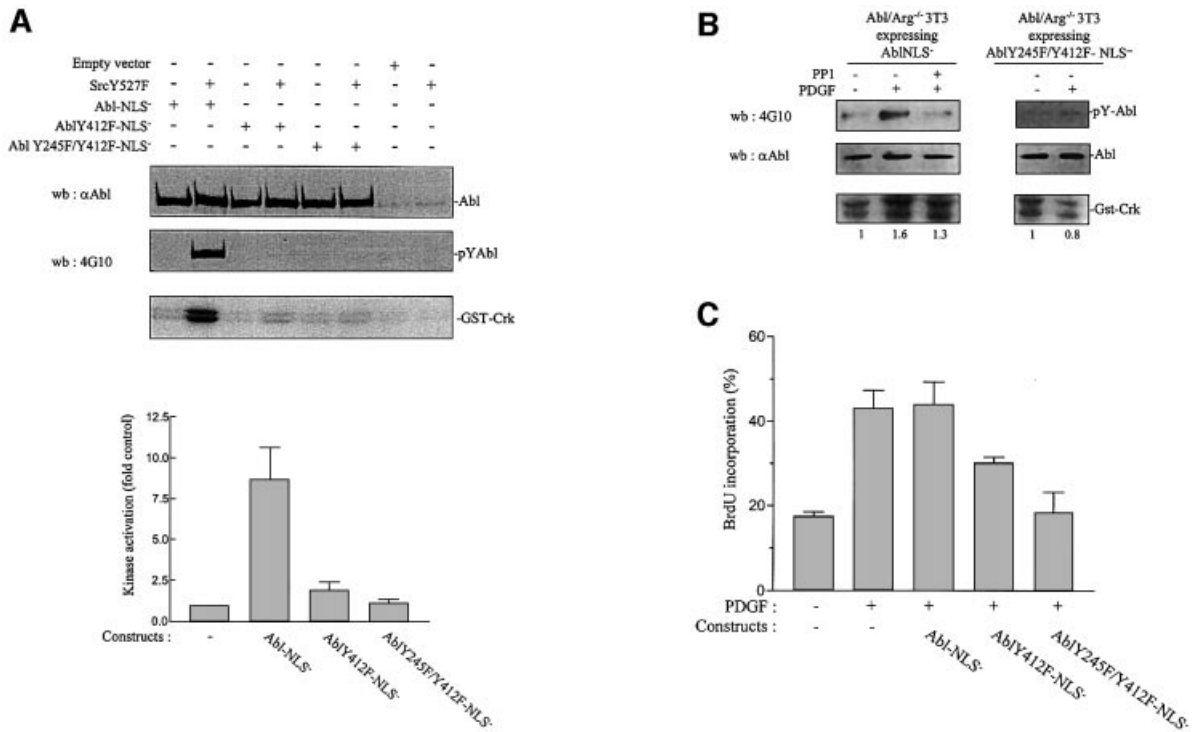 A
Empty vector - - - - - - + +
SrcY527F - + - + - + - +
Abl-NLS- + + - - - - - -
AblY412F-NLS- - - + + - - - -
Abl Y245F/Y412F-NLS- - - - - + + - -
wb : αAbl
-Abl
wb : 4G10
-pYAbl
-GST-Crk
Kinase activation (fold control)
12.5
10.0
7.5
5.0
2.5
0.0
Constructs : - Abl-NLS- AblY412F-NLS- AblY245F/Y412F-NLS-
B
Abl/Arg-/- 3T3
expressing
AblNLS-
Abl/Arg-/- 3T3
expressing
AblY245F/Y412F- NLS-
PP1 - - + - -
PDGF - + + - +
wb : 4G10
-pY-Abl
wb : αAbl
-Abl
-Gst-Crk
1 1.6 1.3 1 0.8
C
BrdU incorporation (%)
60
40
20
0
PDGF : - + + + +
Constructs : Abl-NLS- AblY412F-NLS- AblY245F/Y412F-NLS-